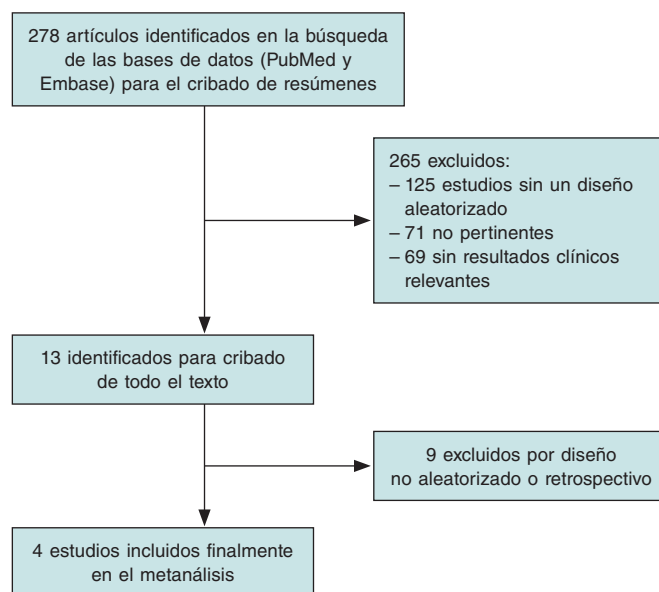 278 artículos identificados en la búsqueda
de las bases de datos (PubMed y
Embase) para el cribado de resúmenes
265 excluidos:
– 125 estudios sin un diseño
aleatorizado
– 71 no pertinentes
– 69 sin resultados clínicos
relevantes
13 identificados para cribado
de todo el texto
9 excluidos por diseño
no aleatorizado o retrospectivo
4 estudios incluidos finalmente
en el metanálisis